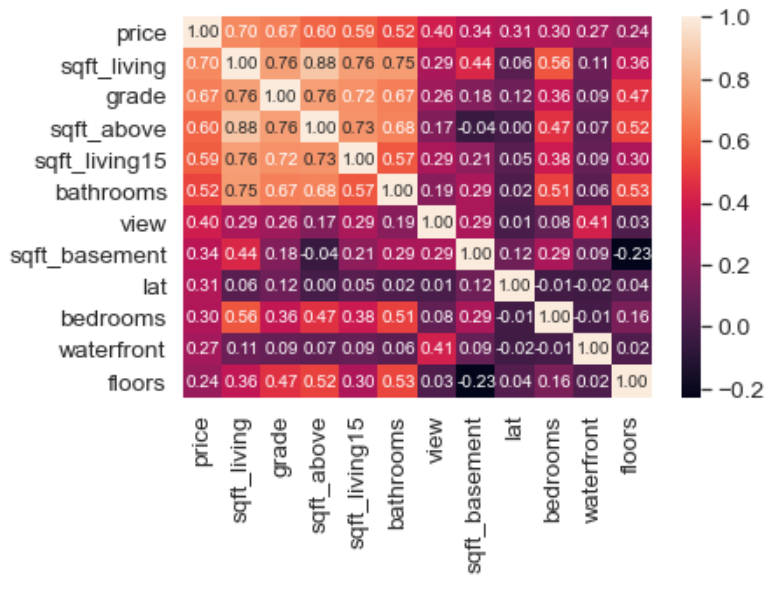 price 1.00 0.70 0.67 0.60 0.59 0.52 0.40 0.34 0.31 0.30 0.27 0.24
sqft_living 0.70 1.00 0.76 0.88 0.76 0.75 0.29 0.44 0.06 0.56 0.11 0.36
grade 0.67 0.76 1.00 0.76 0.72 0.67 0.26 0.18 0.12 0.36 0.09 0.47
sqft_above 0.60 0.88 0.76 1.00 0.73 0.68 0.17 -0.04 0.00 0.47 0.07 0.52
sqft_living15 0.59 0.76 0.72 0.73 1.00 0.57 0.29 0.21 0.05 0.38 0.09 0.30
bathrooms 0.52 0.75 0.67 0.68 0.57 1.00 0.19 0.29 0.02 0.51 0.06 0.53
view 0.40 0.29 0.26 0.17 0.29 0.19 1.00 0.29 0.01 0.08 0.41 0.03
sqft_basement 0.34 0.44 0.18 -0.04 0.21 0.29 0.29 1.00 0.12 0.29 0.09 -0.23
lat 0.31 0.06 0.12 0.00 0.05 0.02 0.01 0.12 1.00 -0.01 -0.02 0.04
bedrooms 0.30 0.56 0.36 0.47 0.38 0.51 0.08 0.29 -0.01 1.00 -0.01 0.16
waterfront 0.27 0.11 0.09 0.07 0.09 0.06 0.41 0.09 -0.02 -0.01 1.00 0.02
floors 0.24 0.36 0.47 0.52 0.30 0.53 0.03 -0.23 0.04 0.16 0.02 1.00
price
sqft_living
grade
sqft_above
sqft_living15
bathrooms
view
sqft_basement
lat
bedrooms
waterfront
floors
1.0
0.8
0.6
0.4
0.2
0.0
−0.2